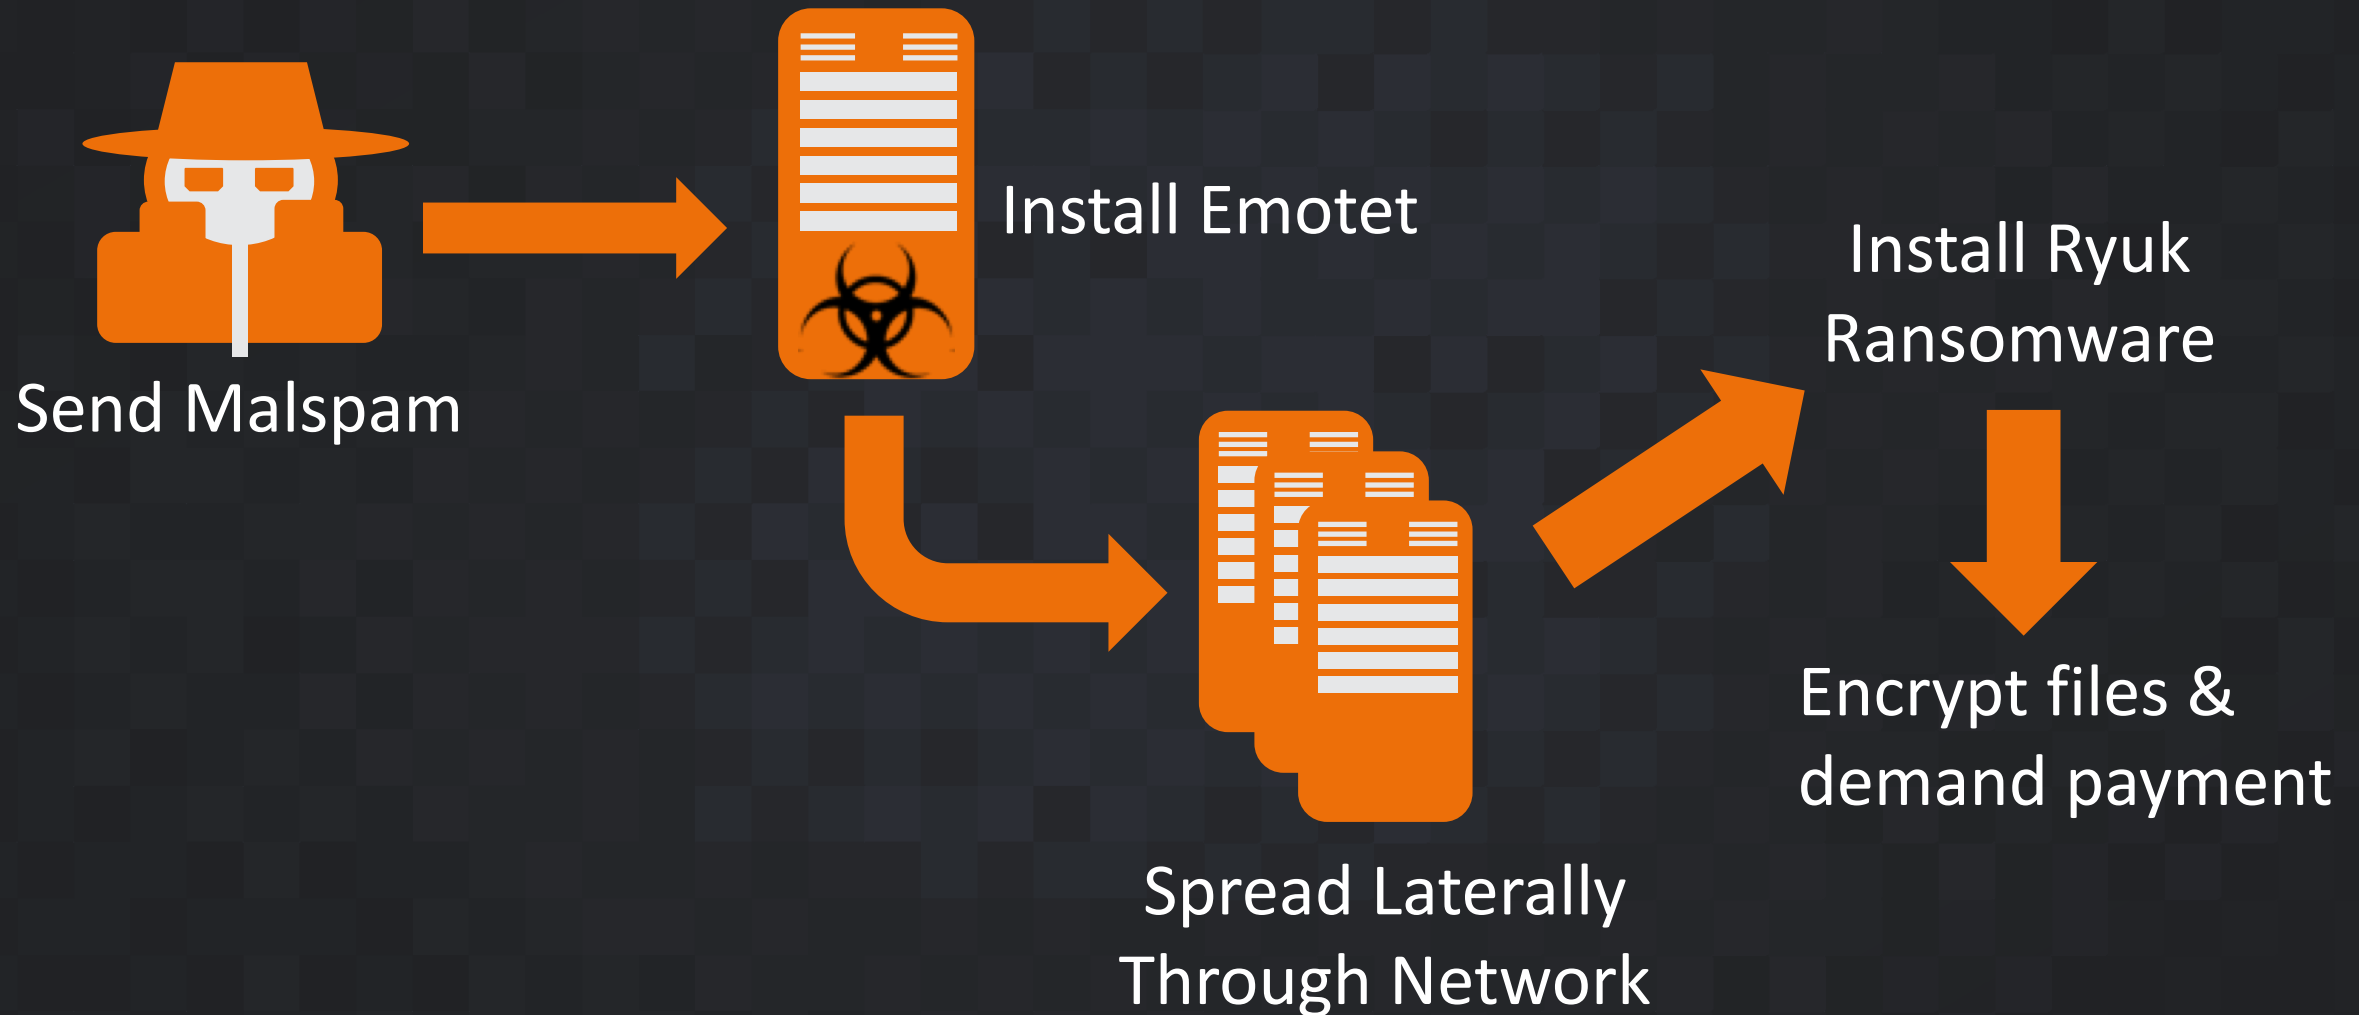 Send Malspam
Install Emotet
Spread Laterally
Through Network
Install Ryuk
Ransomware
Encrypt files &
demand payment